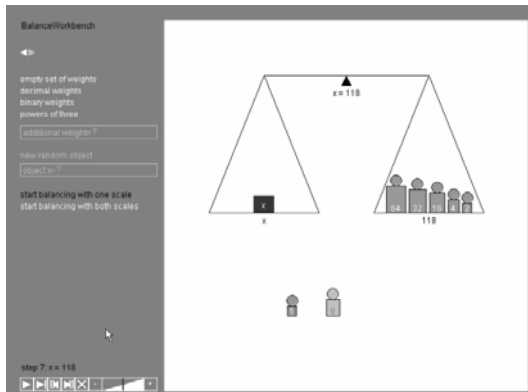 BalanceWorkbench
empty set of weights
decimal weights
binary weights
powers of three
additional weight= ?
new random object
object x= ?
start balancing with one scale
start balancing with both scales
step 7: x = 118
- +
x = 118
x
x
64 32 16 4 2
118
1